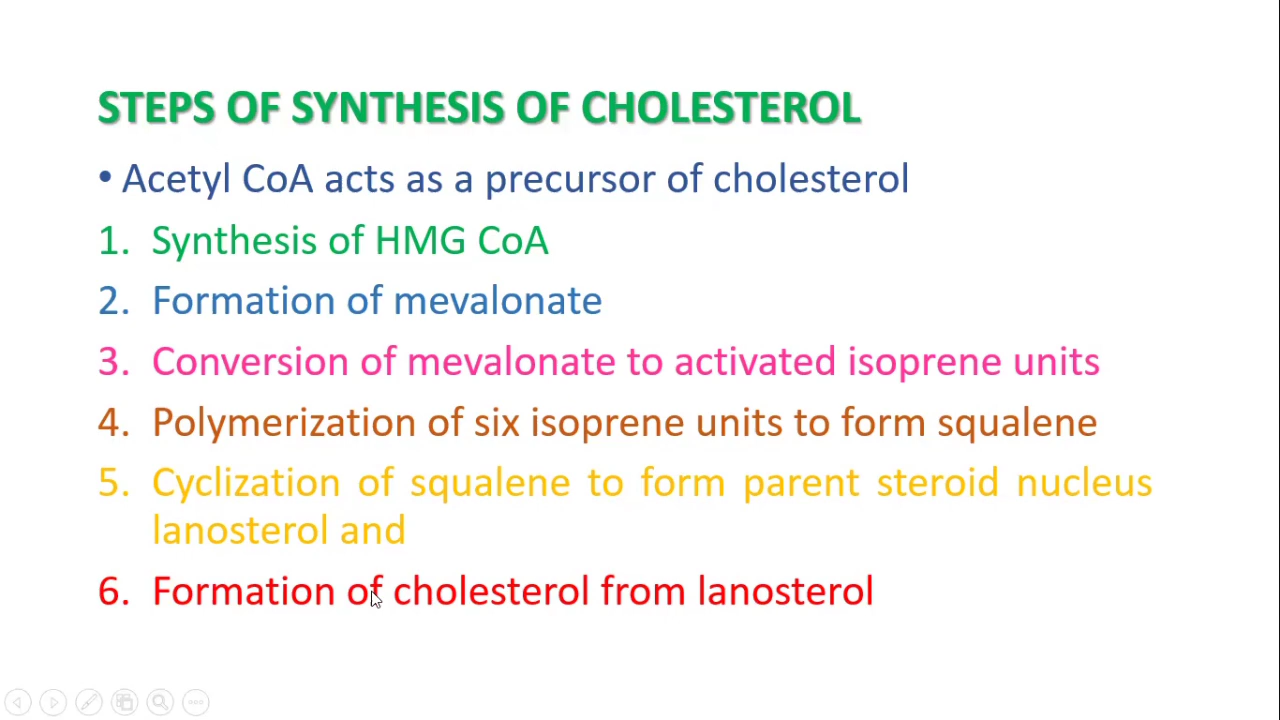 STEPS OF SYNTHESIS OF CHOLESTEROL
• Acetyl CoA acts as a precursor of cholesterol
1. Synthesis of HMG CoA
2. Formation of mevalonate
3. Conversion of mevalonate to activated isoprene units
4. Polymerization of six isoprene units to form squalene
5. Cyclization of squalene to form parent steroid nucleus
lanosterol and
6. Formation of cholesterol from lanosterol